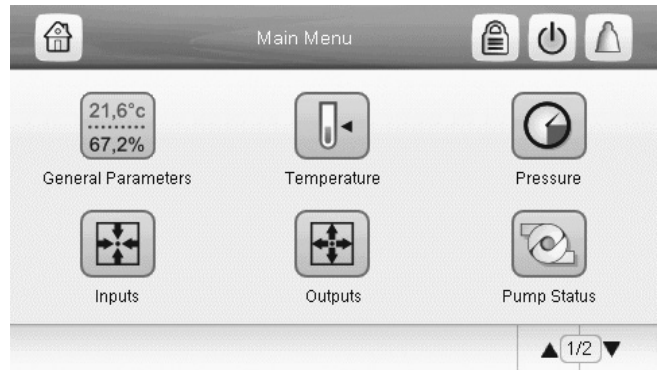 Main Menu
21,6°c
67,2%
General Parameters
Temperature
Pressure
Inputs
Outputs
Pump Status
1/2